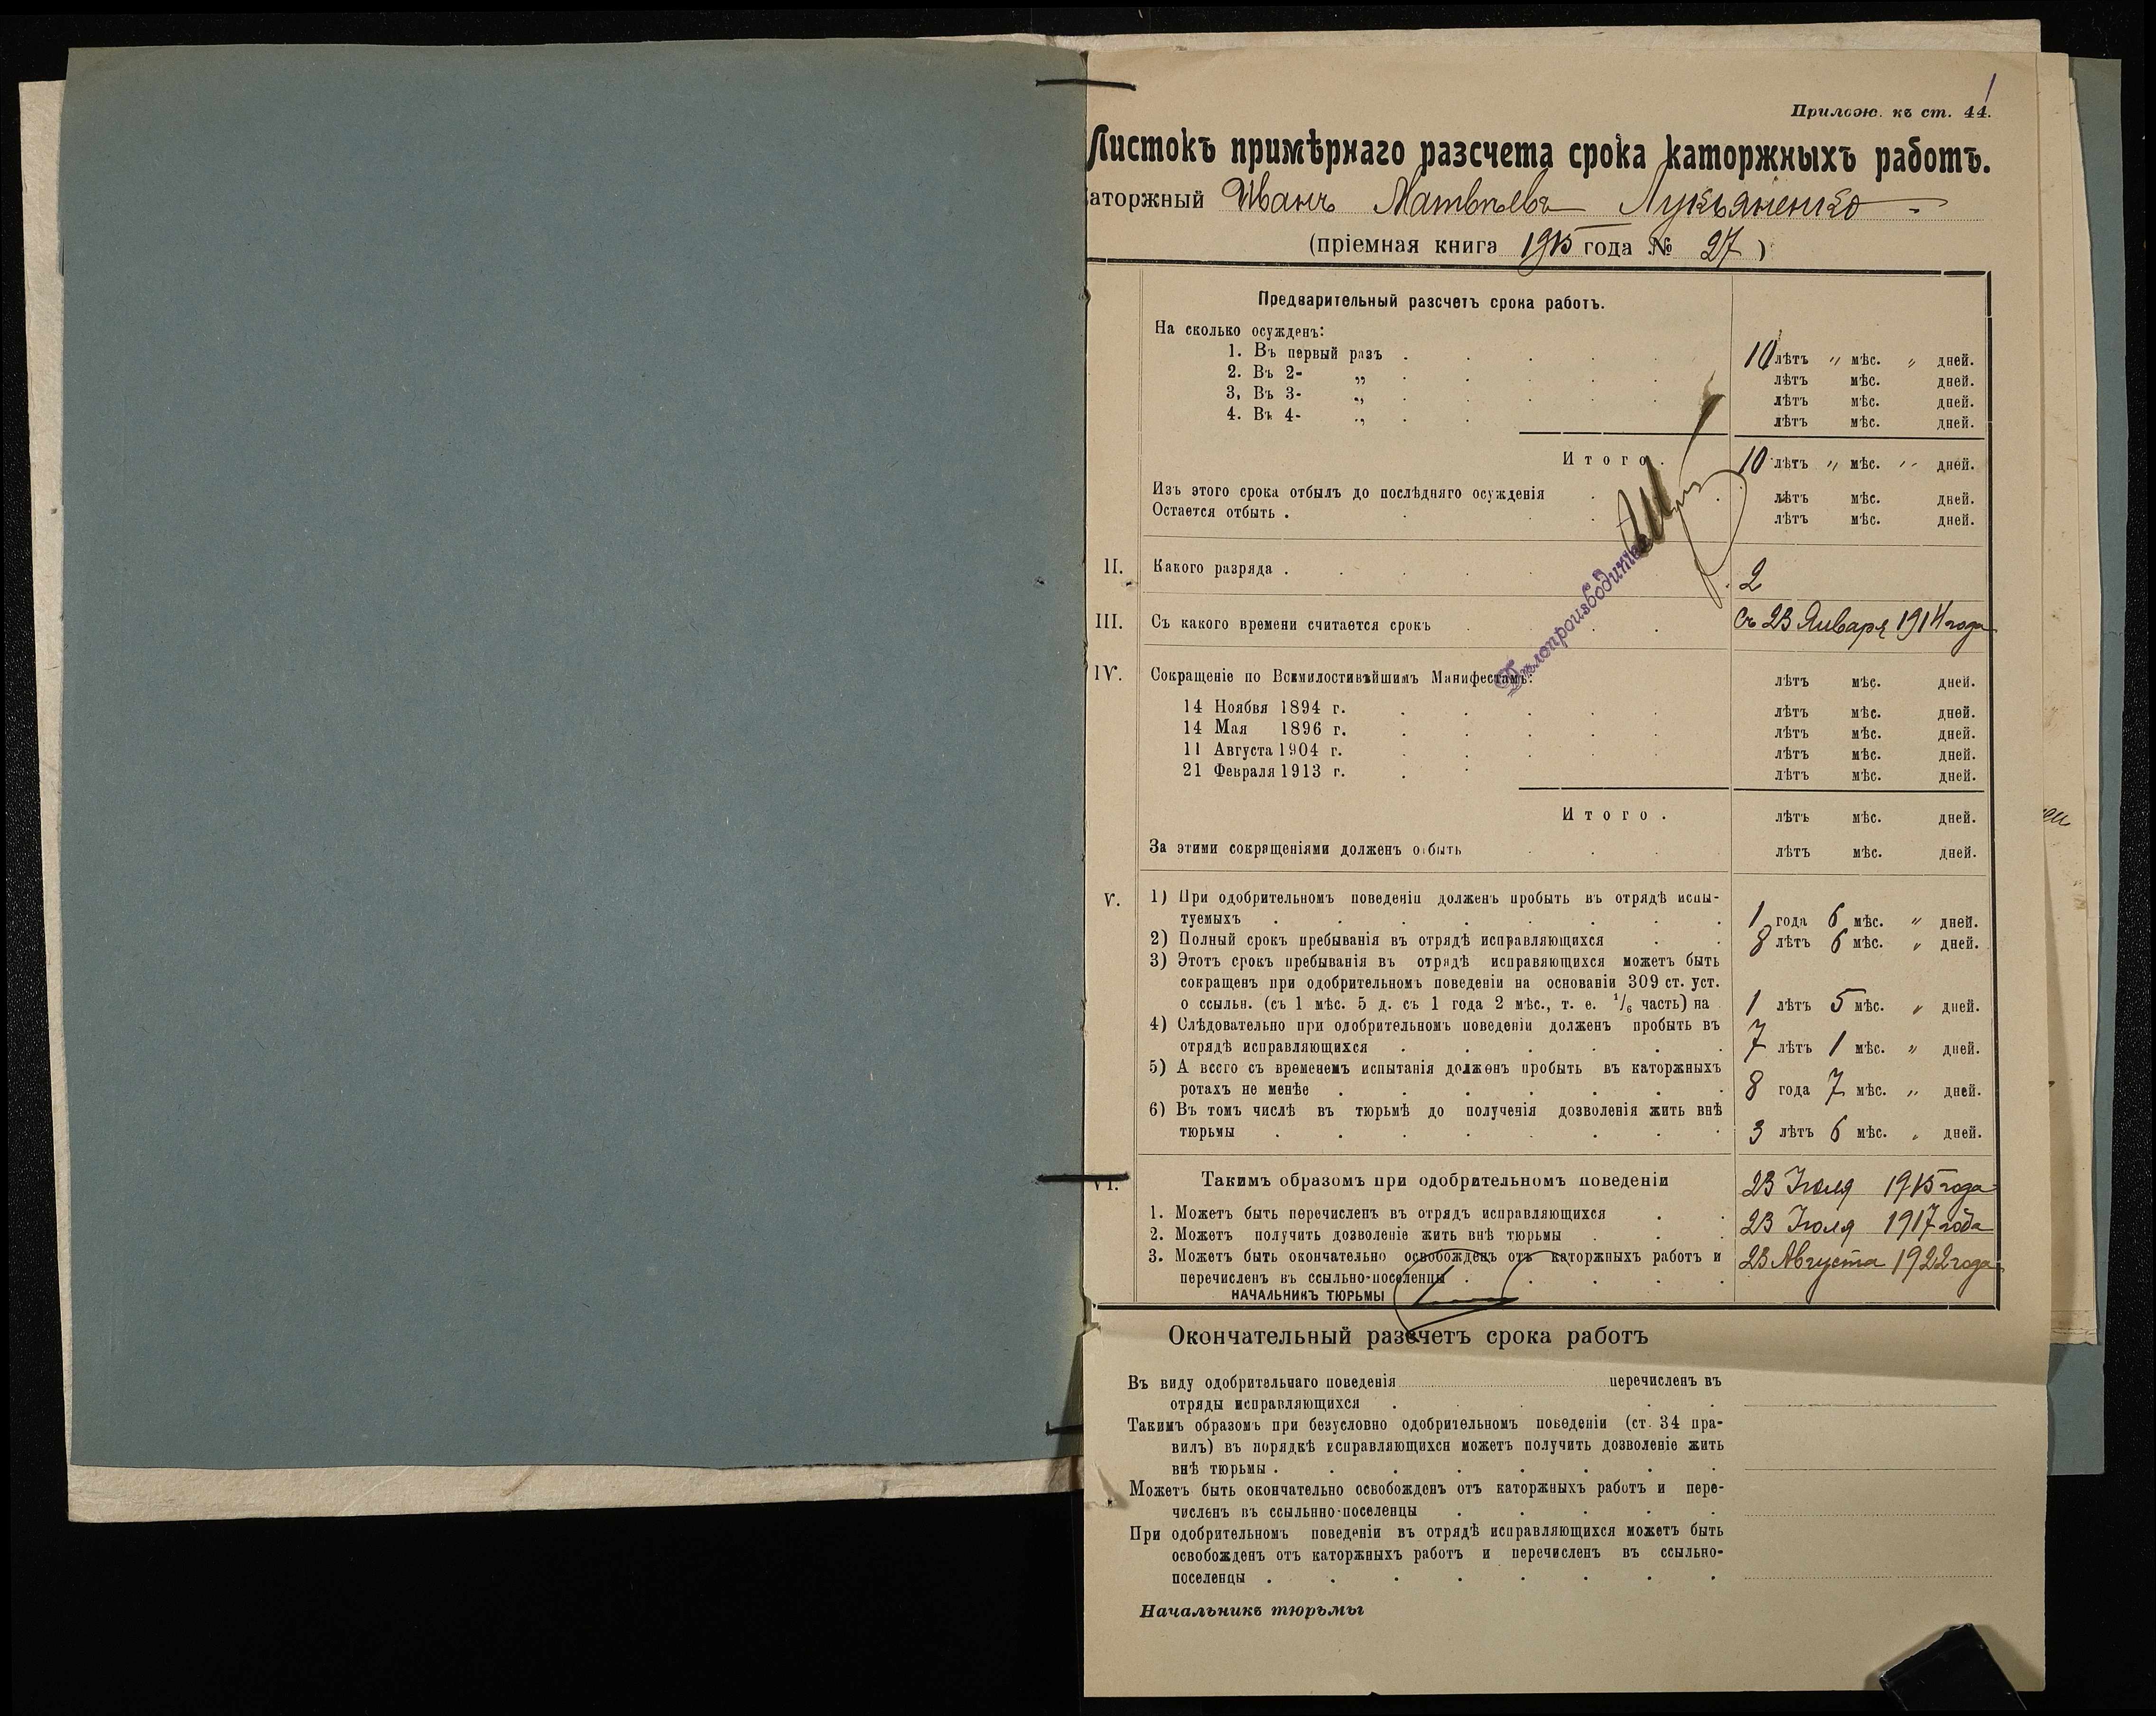 Прилож. къ ст. 44.
Листокъ примѣрнаго разсчета срока каторжныхъ работъ.
аторжный Иванъ Матвѣевъ Лукьяненко
(пріемная книга 1915 года № 27)
Предварительный разсчетъ срока работъ.
На сколько осужденъ:
1. Въ первый разъ . 10 лѣтъ " мѣс. " дней.
2. Въ 2- „ лѣтъ мѣс. дней.
3, Въ 3- „ лѣтъ мѣс. дней.
4. Въ 4- „ лѣтъ мѣс. дней.
Итого. 10 лѣтъ " мѣс. " дней.
Изъ этого срока отбылъ до послѣдняго осужденія лѣтъ мѣс. дней.
Остается отбыть . лѣтъ мѣс. дней.
II. Какого разряда . 2
III. Съ какого времени считается срокъ Съ 23 Января 1914 года
Дѣлопроизводитель
IV. Сокращеніе по Всемилостивѣйшимъ Манифестамъ: лѣтъ мѣс. дней.
14 Ноября 1894 г. лѣтъ мѣс. дней.
14 Мая 1896 г. лѣтъ мѣс. дней.
11 Августа 1904 г. лѣтъ мѣс. дней.
21 Февраля 1913 г. лѣтъ мѣс. дней.
Итого. лѣтъ мѣс. дней.
За этими сокращеніями долженъ отбыть лѣтъ мѣс. дней.
V. 1) При одобрительномъ поведеніи долженъ пробыть въ отрядѣ испы-
туемыхъ . 1 года 6 мѣс. " дней.
2) Полный срокъ пребыванія въ отрядѣ исправляющихся 8 лѣтъ 6 мѣс. " дней.
3) Этотъ срокъ пребыванія въ отрядѣ исправяющихся можетъ быть
сокращенъ при одобрительномъ поведеніи на основаніи 309 ст. уст.
о ссыльн. (съ 1 мѣс. 5 д. съ 1 года 2 мѣс., т. е. 1/6 часть) на 1 лѣтъ 5 мѣс. " дней.
4) Слѣдовательно при одобрительномъ поведеніи долженъ пробыть въ
отрядѣ исправляющихся . 7 лѣтъ 1 мѣс. " дней.
5) А всего съ временемъ испытанія долженъ пробыть въ каторжныхъ
ротахъ не менѣе . 8 года 7 мѣс. " дней.
6) Въ томъ числѣ въ тюрьмѣ до полученія дозволенія жить внѣ
тюрьмы . 3 лѣтъ 6 мѣс. " дней.
VI. Такимъ образомъ при одобрительномъ поведеніи 23 Іюля 1915 года
1. Можетъ быть перечисленъ въ отрядъ исправляющихся
2. Можетъ получить дозволеніе жить внѣ тюрьмы . 23 Іюля 1917 года
3. Можетъ быть окончательно освобожденъ отъ каторжныхъ работъ и 23 Августа 1922 года
перечисленъ въ ссыльно-поселенцы .
НАЧАЛЬНИКЪ ТЮРЬМЫ
Окончательный разсчетъ срока работъ
Въ виду одобрительнаго поведенія перечисленъ въ
отряды исправляющихся .
Такимъ образомъ при безусловно одобрительномъ поведеніи (ст. 34 пра-
вилъ) въ порядкѣ исправляющихся можетъ получить дозволеніе жить
внѣ тюрьмы .
Можетъ быть окончательно освобожденъ отъ каторжныхъ работъ и пере-
численъ въ ссыльнно-поселенцы
При одобрительномъ поведеніи въ отрядѣ исправляющихся можетъ быть
освобожденъ отъ каторжныхъ работъ и перечисленъ въ ссыльно-
поселенцы .
Начальникъ тюрьмы